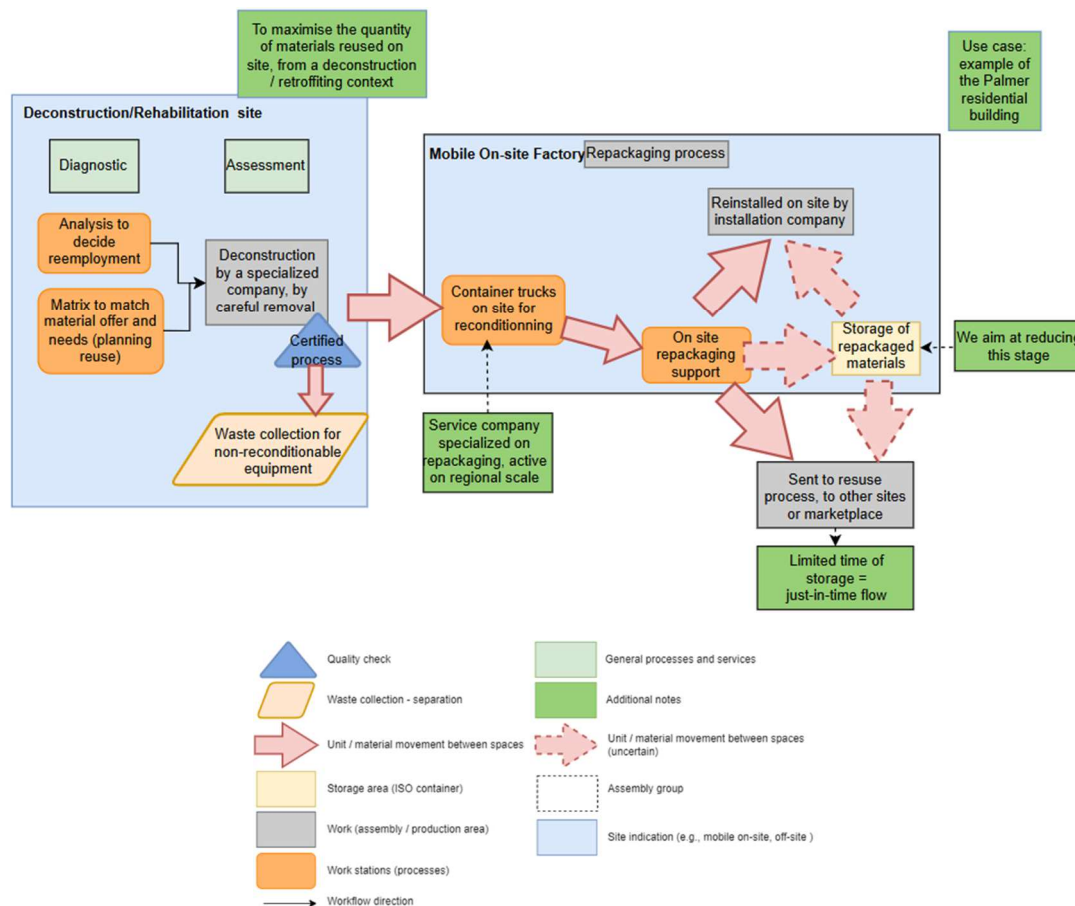 To maximise the quantity
of materials reused on
site, from a deconstruction
/ retroffiting context
Use case:
example of
the Palmer
residential
building
Deconstruction/Rehabilitation site
Diagnostic
Assessment
Analysis to
decide
reemployment
Matrix to match
material offer and
needs (planning
reuse)
Deconstruction
by a specialized
company, by
careful removal
Certified
process
Waste collection for
non-reconditionable
equipment
Mobile On-site Factory
Repackaging process
Reinstalled on site by
installation company
Container trucks
on site for
reconditionning
On site
repackaging
support
Storage of
repackaged
materials
We aim at reducing
this stage
Service company
specialized on
repackaging, active
on regional scale
Sent to resuse
process, to other sites
or marketplace
Limited time of
storage =
just-in-time flow
Quality check
Waste collection - separation
Unit / material movement between spaces
Storage area (ISO container)
Work (assembly / production area)
Work stations (processes)
Workflow direction
General processes and services
Additional notes
Unit / material movement between spaces
(uncertain)
Assembly group
Site indication (e.g., mobile on-site, off-site )